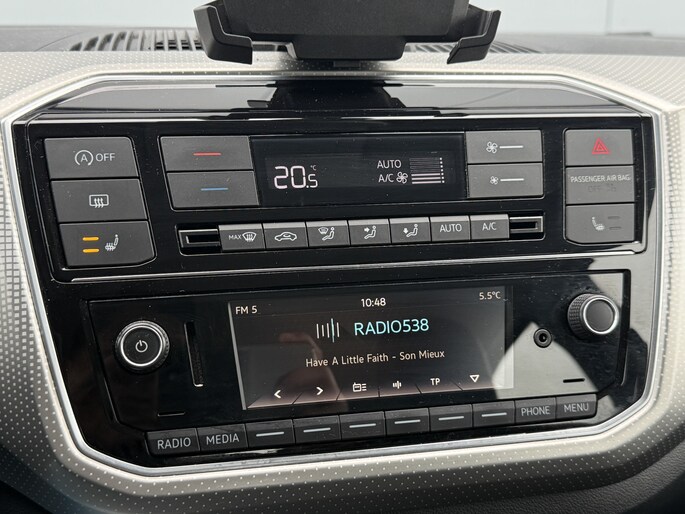 OFF
20.5 °C
AUTO
A/C
PASSENGER AIR BAG
MAX
AUTO
A/C
FM 5
10:48
5.5°C
RADIO538
Have A Little Faith - Son Mieux
TP
RADIO
MEDIA
PHONE
MENU